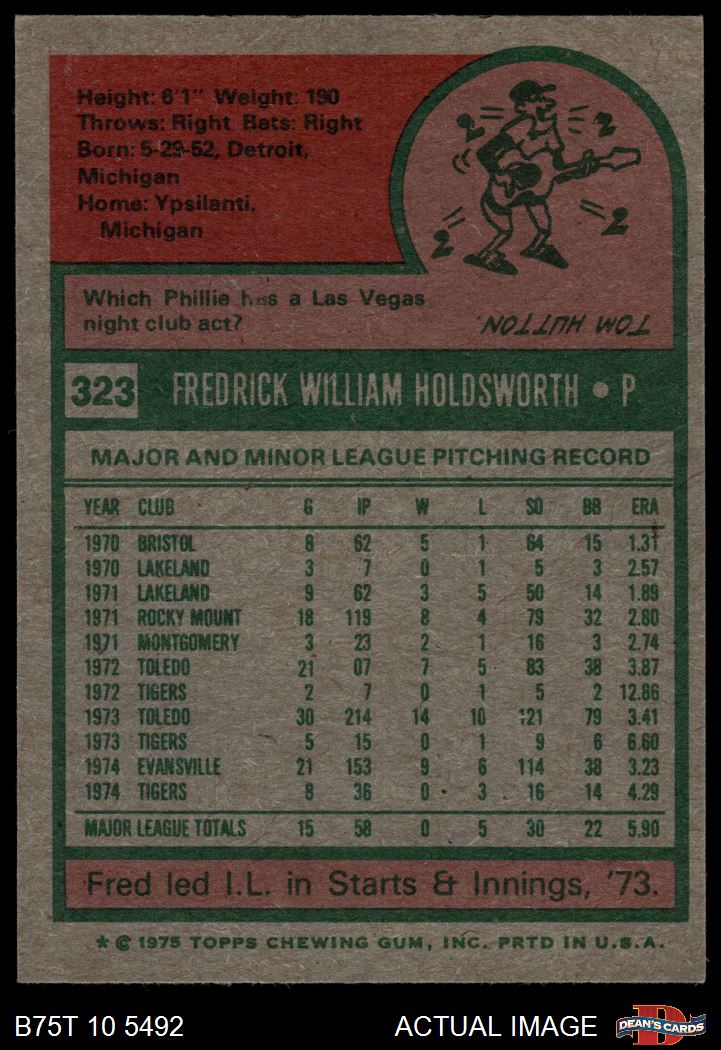 Height: 6'1" Weight: 190
Throws: Right Bats: Right
Born: 5-29-52, Detroit,
Michigan
Home: Ypsilanti,
Michigan
2 2
2 2
Which Phillie has a Las Vegas
night club act?
TOM HUTTON.
323 FREDRICK WILLIAM HOLDSWORTH • P
MAJOR AND MINOR LEAGUE PITCHING RECORD
YEAR CLUB G IP W L SO BB ERA
1970 BRISTOL 8 62 5 1 64 15 1.31
1970 LAKELAND 3 7 0 1 5 3 2.57
1971 LAKELAND 9 62 3 5 50 14 1.89
1971 ROCKY MOUNT 18 119 8 4 79 32 2.60
1971 MONTGOMERY 3 23 2 1 16 3 2.74
1972 TOLEDO 21 07 7 5 83 38 3.87
1972 TIGERS 2 7 0 1 5 2 12.86
1973 TOLEDO 30 214 14 10 121 79 3.41
1973 TIGERS 5 15 0 1 9 6 6.60
1974 EVANSVILLE 21 153 9 6 114 38 3.23
1974 TIGERS 8 36 0 3 16 14 4.29
MAJOR LEAGUE TOTALS 15 58 0 5 30 22 5.90
Fred led I.L. in Starts & Innings, '73.
* © 1975 TOPPS CHEWING GUM, INC. PRTD IN U.S.A.
B75T 10 5492 ACTUAL IMAGE D DEAN'S CARDS